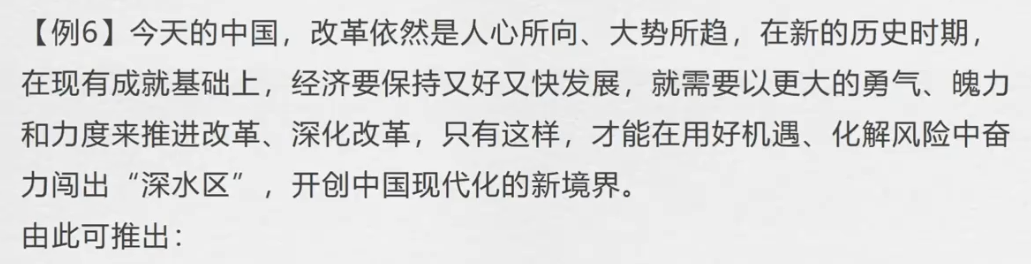 【例6】今天的中国，改革依然是人心所向、大势所趋，在新的历史时期，
在现有成就基础上，经济要保持又好又快发展，就需要以更大的勇气、魄力
和力度来推进改革、深化改革，只有这样，才能在用好机遇、化解风险中奋
力闯出“深水区”，开创中国现代化的新境界。
由此可推出：